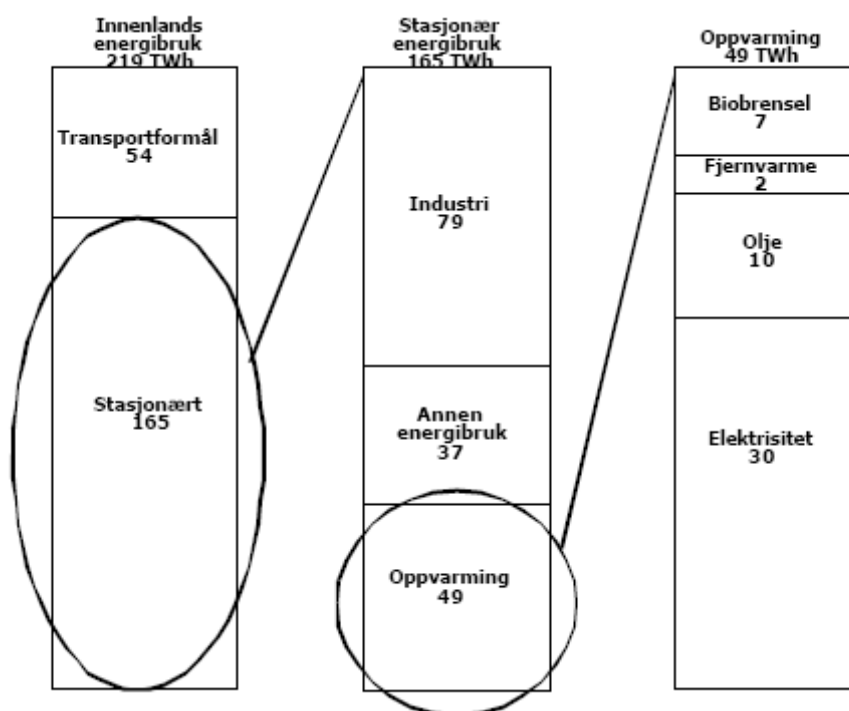 Innenlands
energibruk
219 TWh
Transportformål
54
Stasjonært
165
Stasjonær
energibruk
165 TWh
Industri
79
Annen
energibruk
37
Oppvarming
49
Oppvarming
49 TWh
Biobrensel
7
Fjernvarme
2
Olje
10
Elektrisitet
30